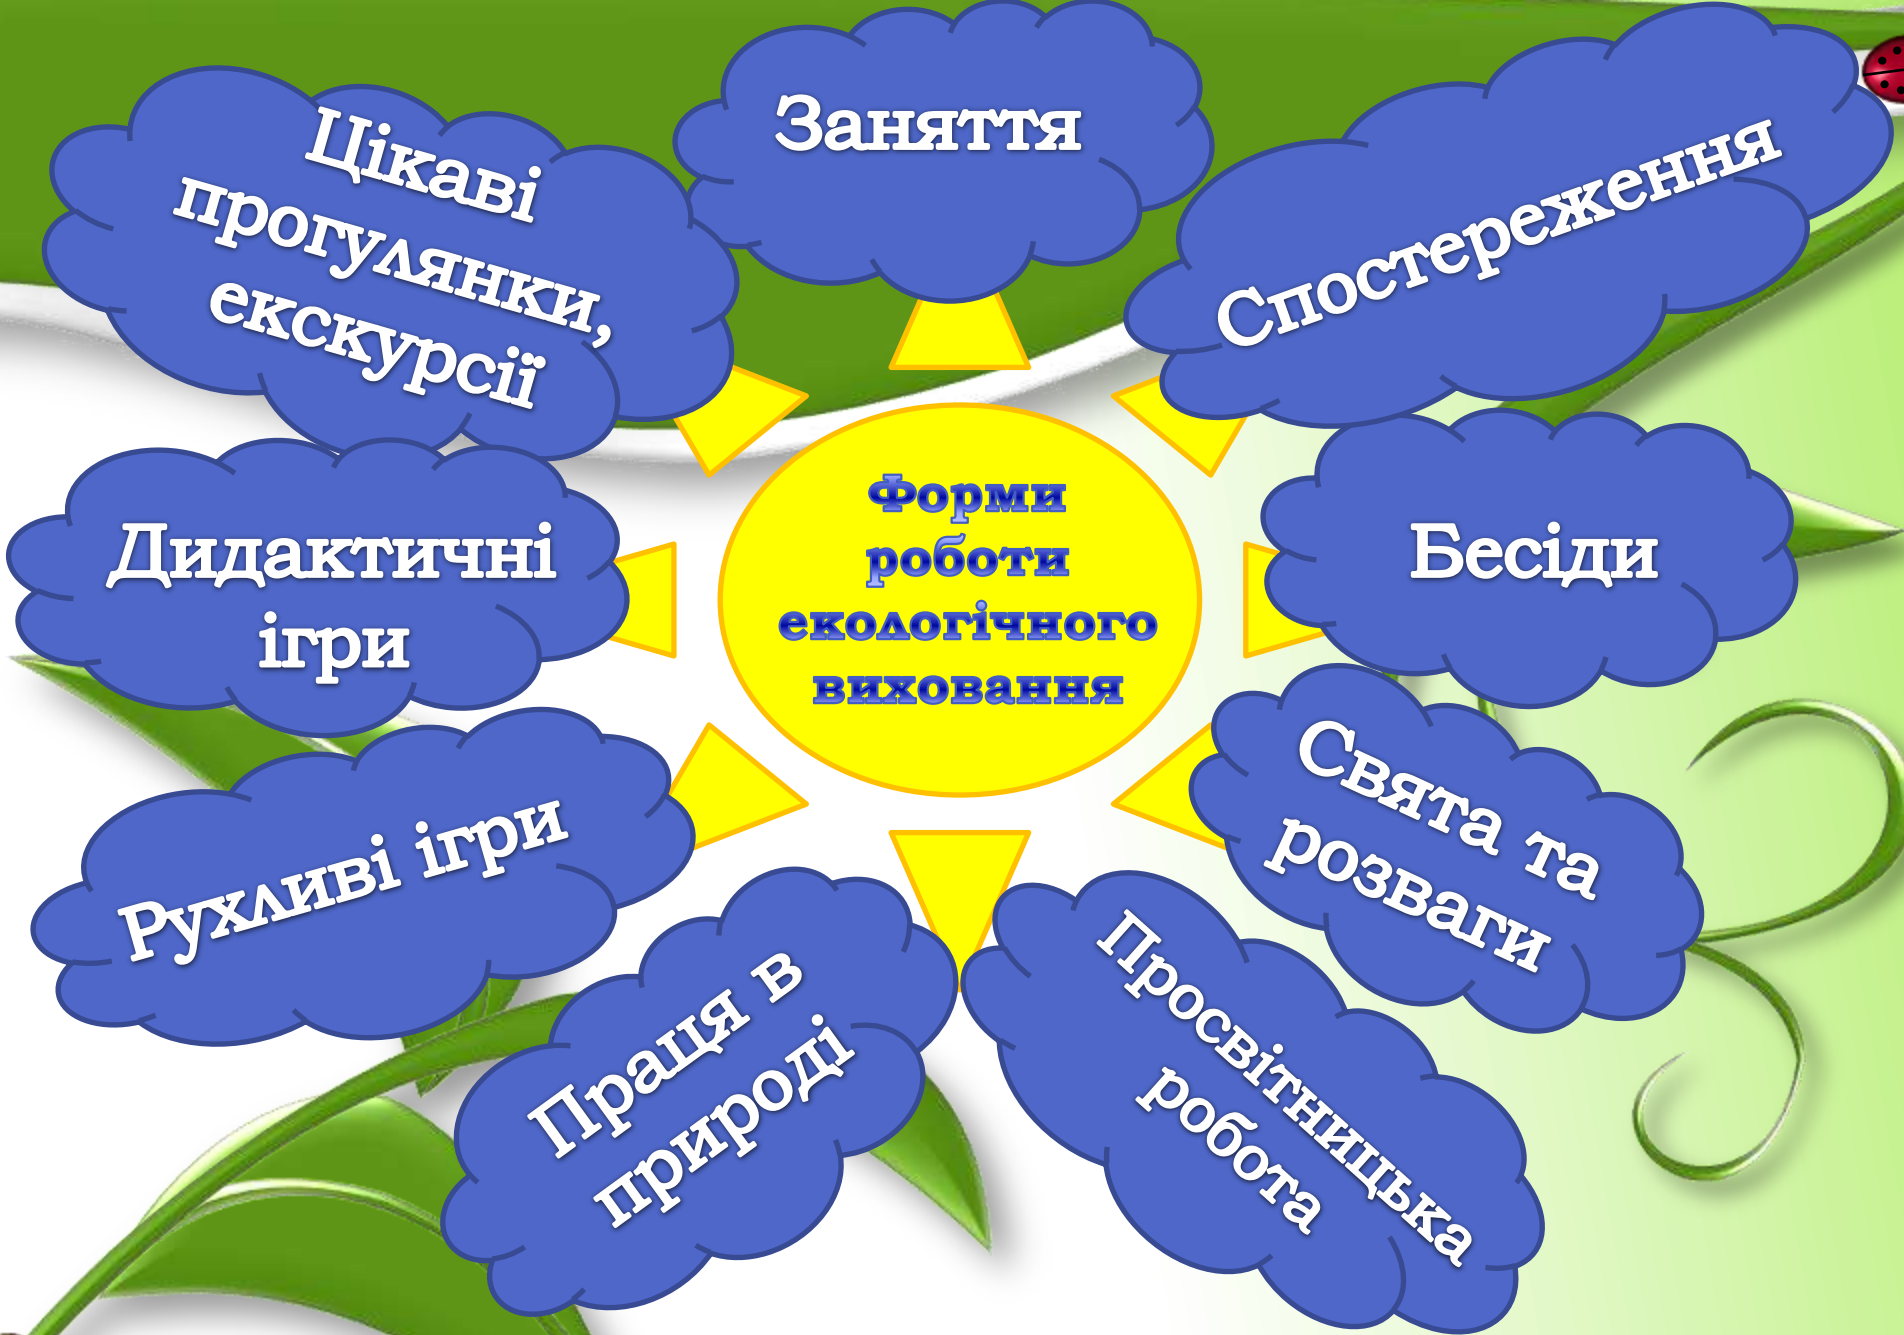 Заняття
Цікаві
прогулянки,
екскурсії
Спостереження
Форми
роботи
екологічного
виховання
Дидактичні
ігри
Бесіди
Рухливі ігри
Свята та
розваги
Праця в
природі
Просвітницька
робота